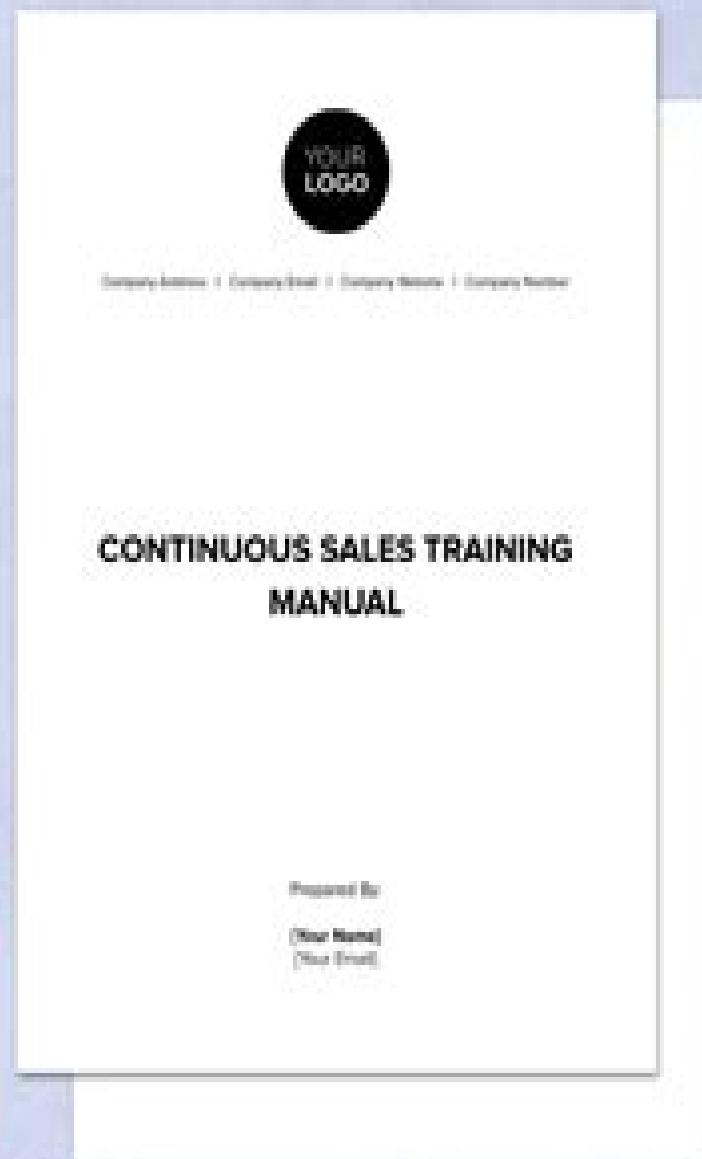 YOUR
LOGO
Company Address | Company Email | Company Website | Company Number
CONTINUOUS SALES TRAINING
MANUAL
Prepared By
[Your Name]
[Your Email]